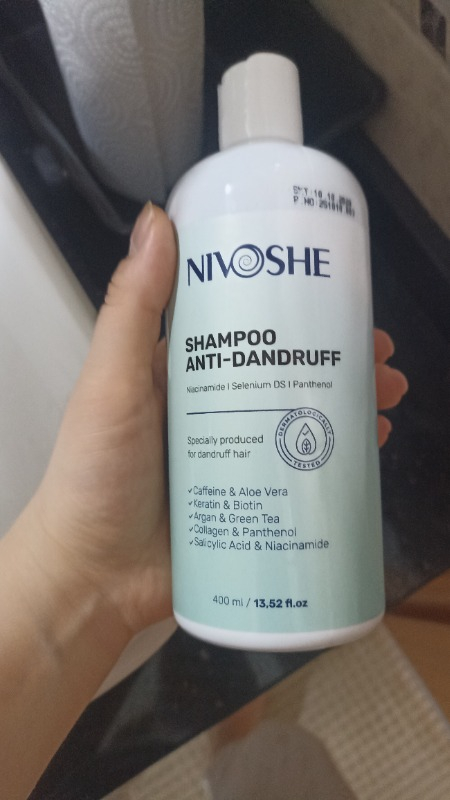 NIVOSHE
SHAMPOO
ANTI-DANDRUFF
Niacinamide | Selenium DS | Panthenol
DERMATOLOGICALLY
TESTED
Specially produced
for dandruff hair
✓Caffeine & Aloe Vera
✓Keratin & Biotin
✓Argan & Green Tea
✓Collagen & Panthenol
✓Salicylic Acid & Niacinamide
400 ml / 13,52 fl.oz